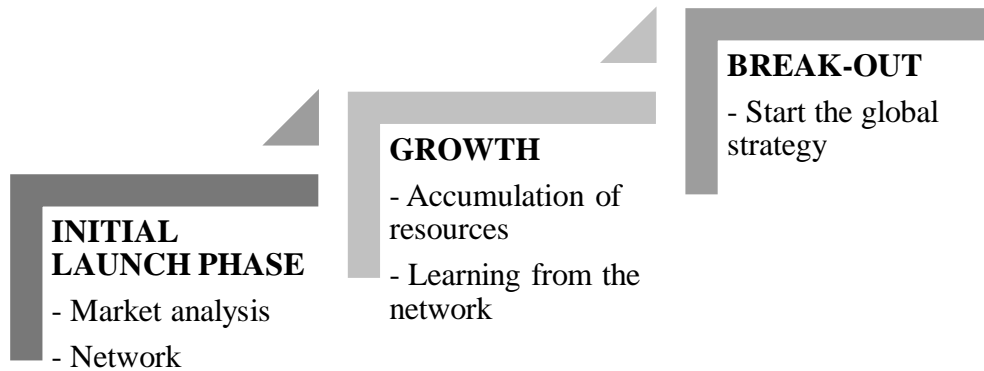 INITIAL
LAUNCH PHASE
- Market analysis
- Network
GROWTH
- Accumulation of
resources
- Learning from the
network
BREAK-OUT
- Start the global
strategy